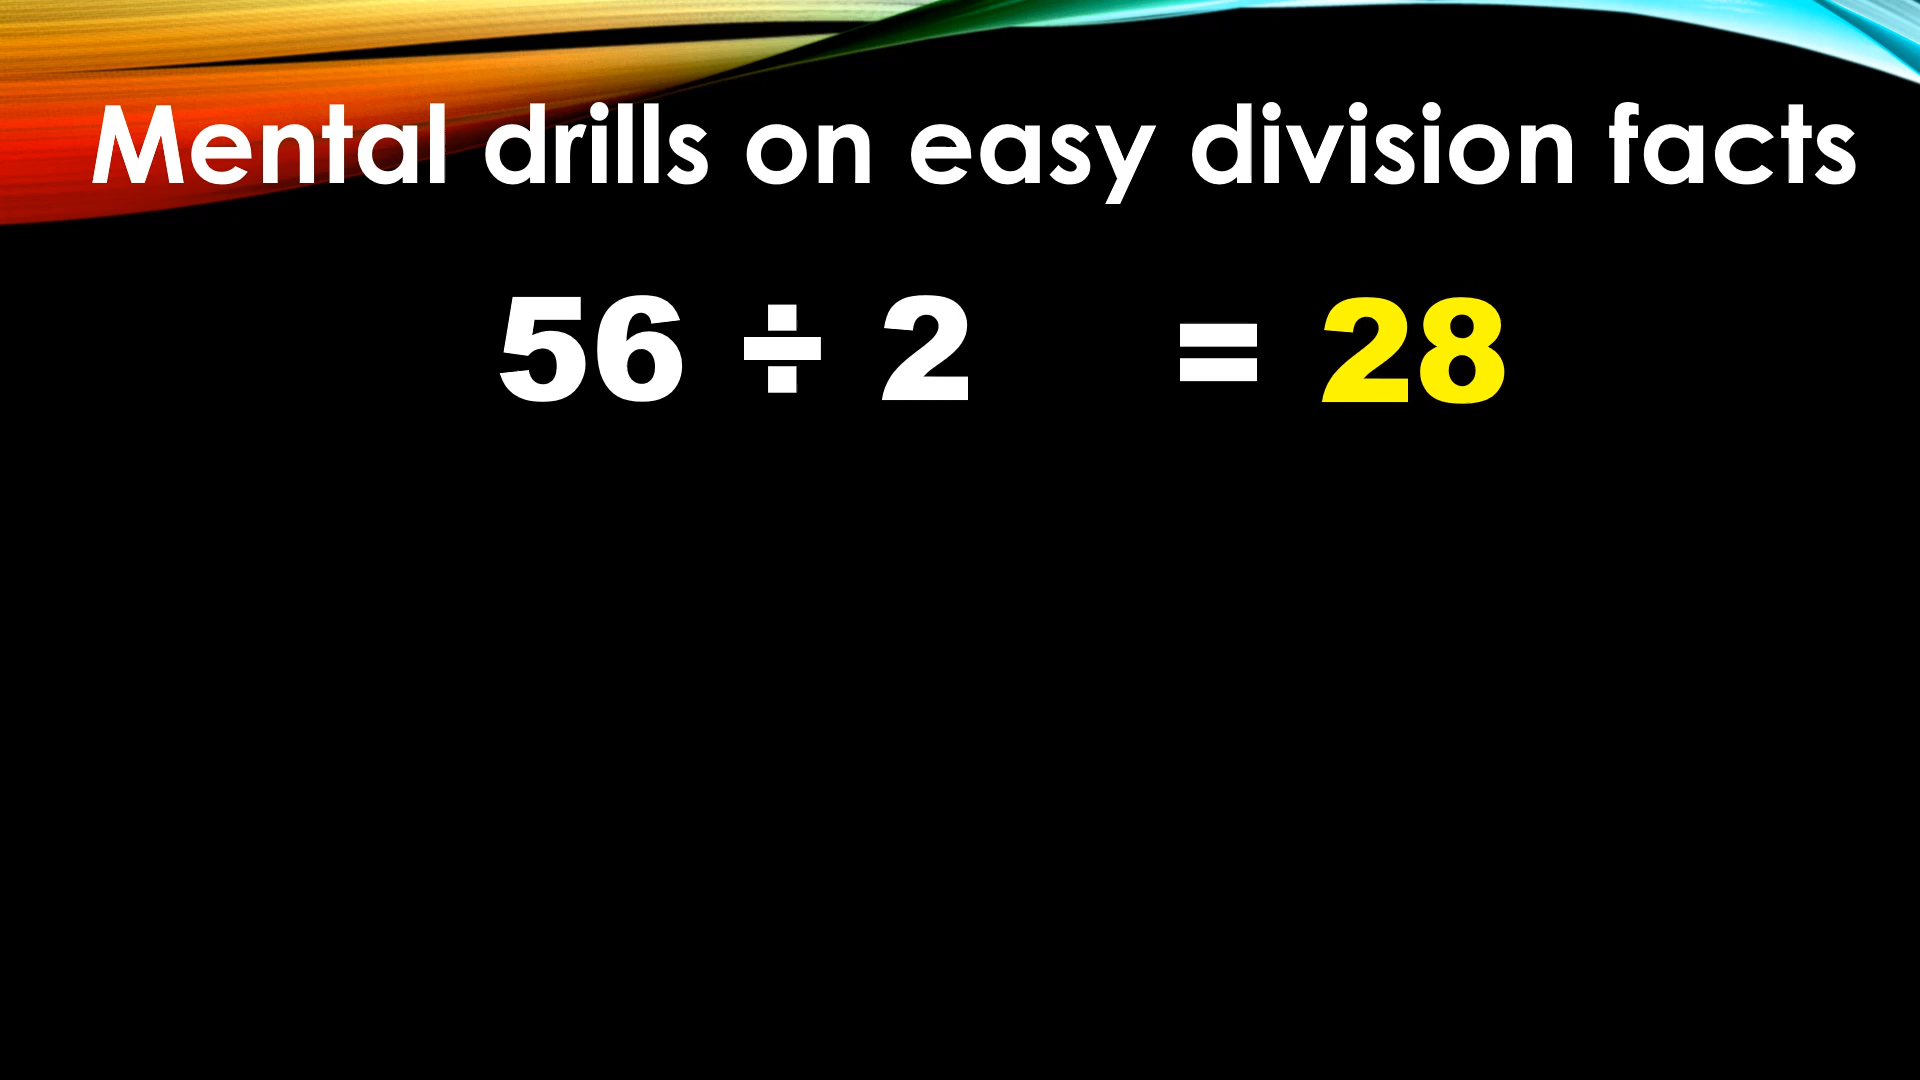 Mental drills on easy division facts
56 ÷ 2 = 28